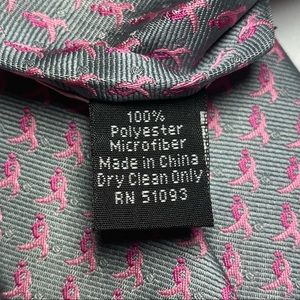 100%
Polyester
Microfiber
Made in China
Dry Clean Only
RN 51093